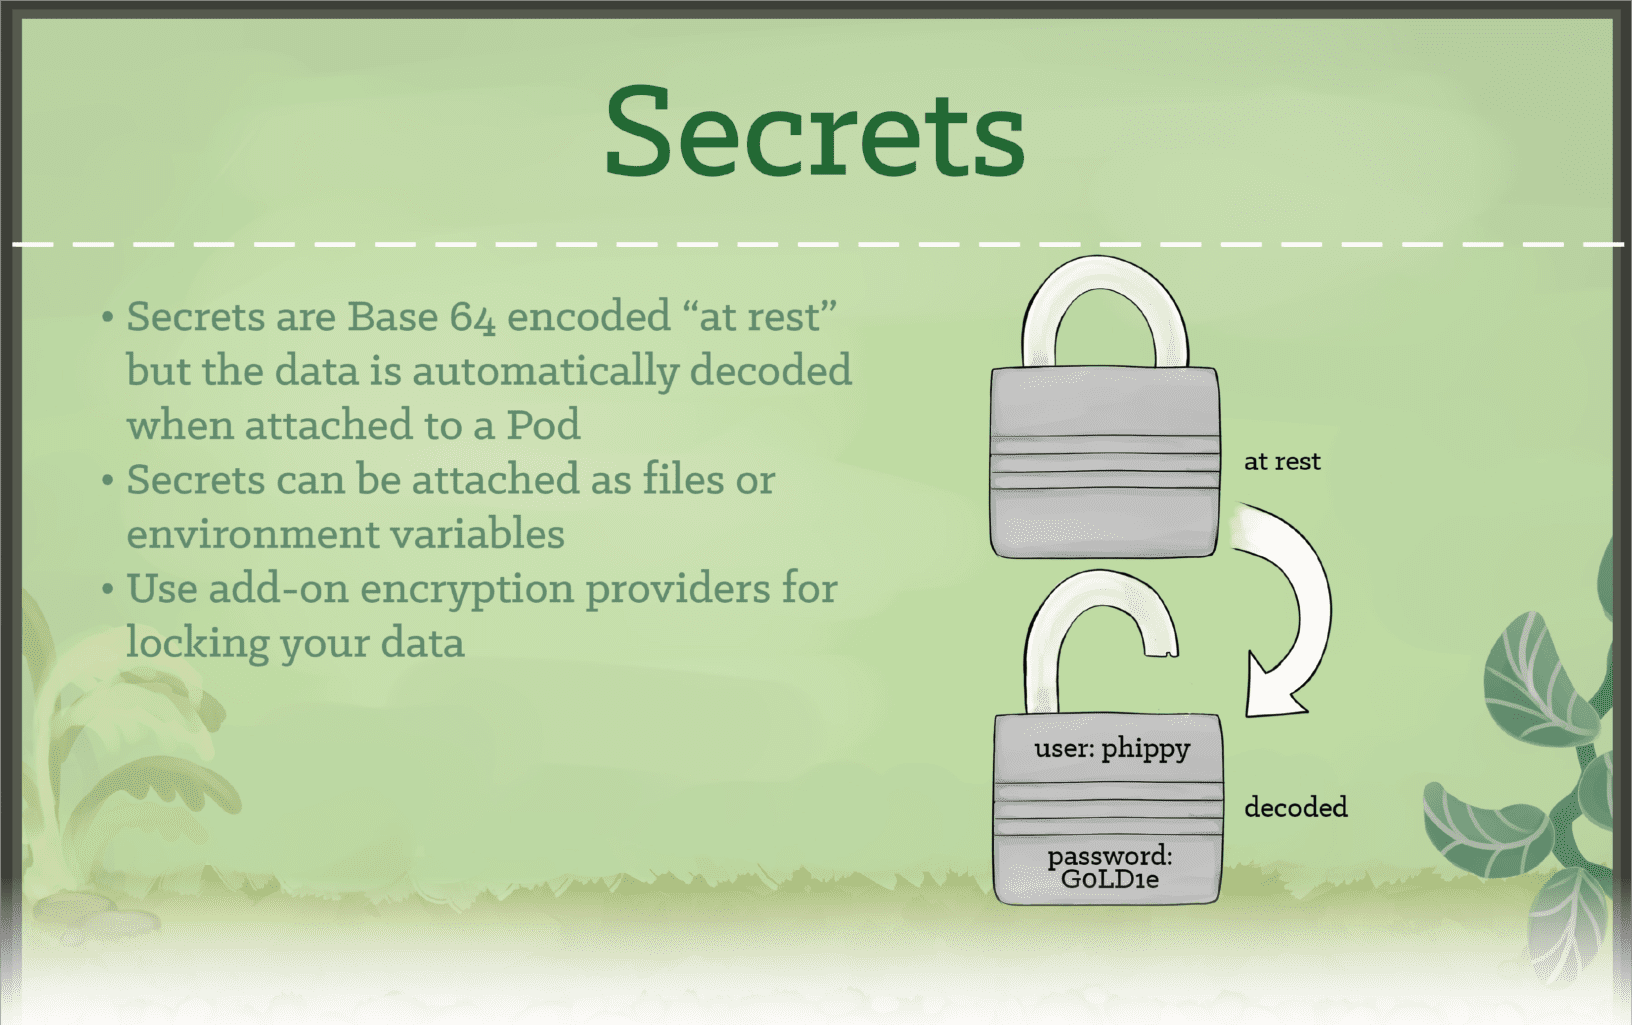 Secrets
• Secrets are Base 64 encoded “at rest”
but the data is automatically decoded
when attached to a Pod
• Secrets can be attached as files or
environment variables
• Use add-on encryption providers for
locking your data
at rest
user: phippy
decoded
password:
G0LD1e